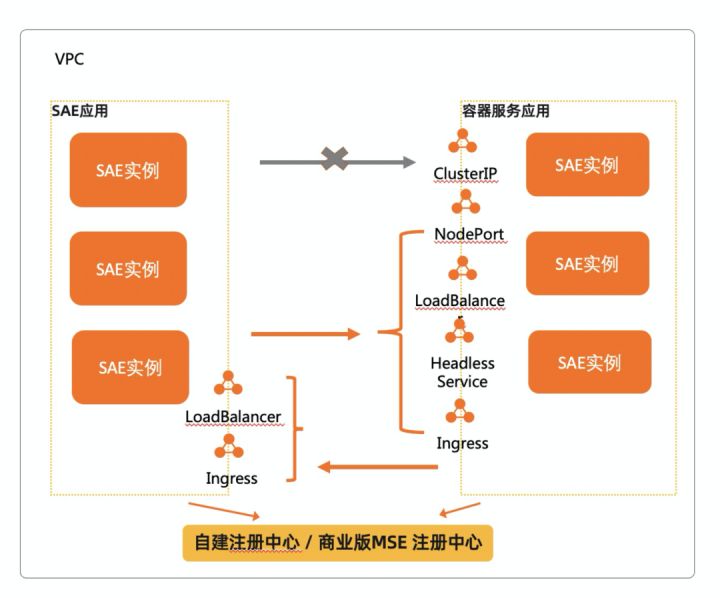 VPC
SAE应用
SAE实例
SAE实例
SAE实例
LoadBalancer
Ingress
容器服务应用
ClusterIP
NodePort
LoadBalance
r
Headless
Service
Ingress
SAE实例
SAE实例
SAE实例
自建注册中心 / 商业版MSE 注册中心